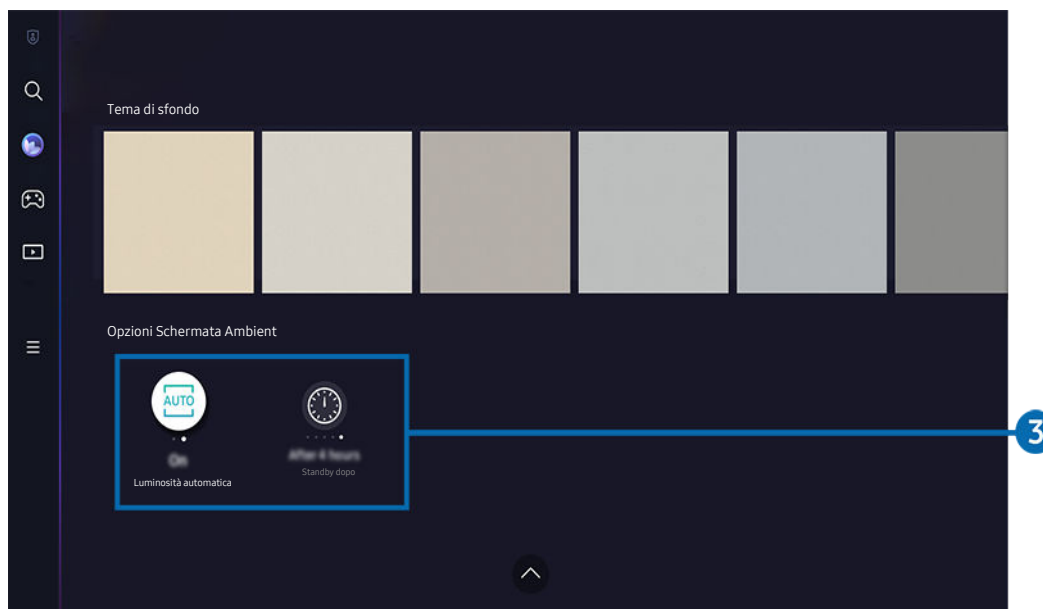 Tema di sfondo
Opzioni Schermata Ambient
AUTO
On
After 4 hours
Luminosità automatica
Standby dopo
3